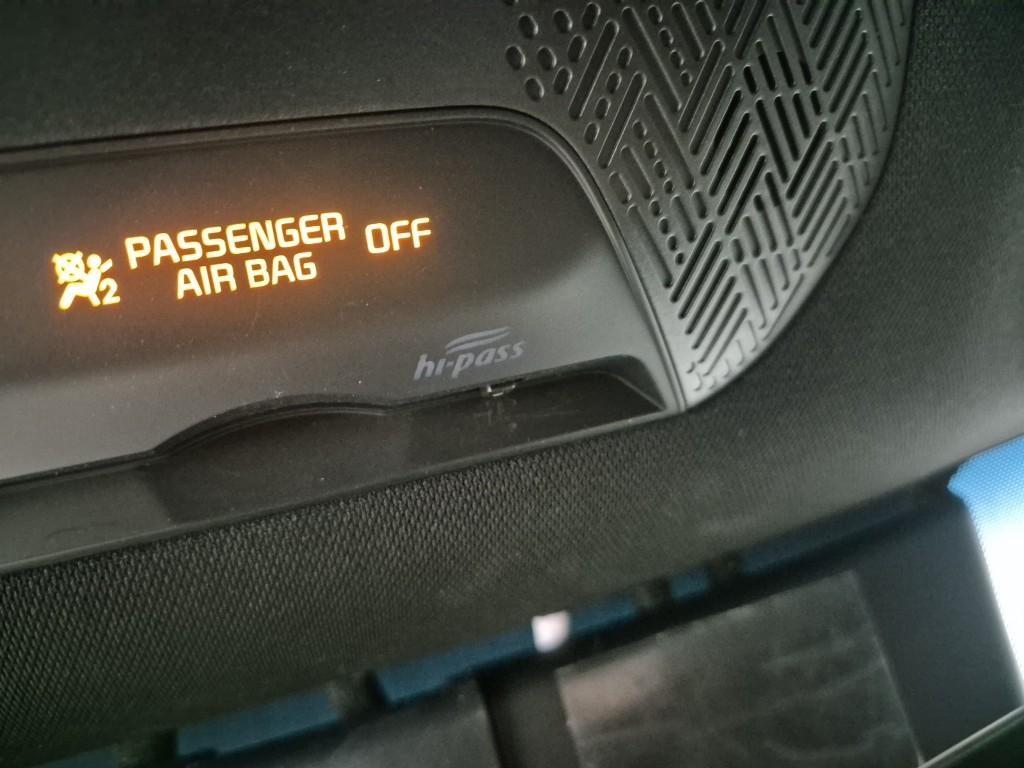 PASSENGER OFF
AIR BAG
2
hi-pass